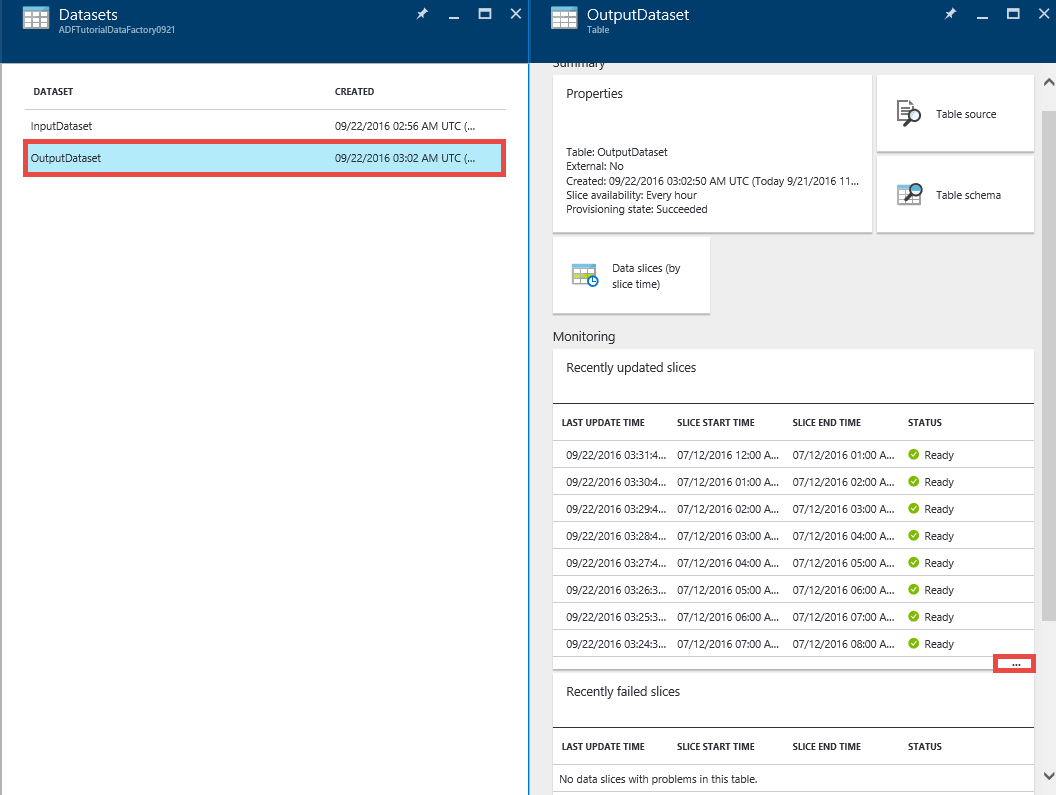 Datasets
ADFTutorialDataFactory0921
DATASET CREATED
InputDataset 09/22/2016 02:56 AM UTC (...
OutputDataset 09/22/2016 03:02 AM UTC (...
OutputDataset
Table
Summary
Properties
Table: OutputDataset
External: No
Created: 09/22/2016 03:02:50 AM UTC (Today 9/21/2016 11...
Slice availability: Every hour
Provisioning state: Succeeded
Table source
Table schema
Data slices (by
slice time)
Monitoring
Recently updated slices
LAST UPDATE TIME SLICE START TIME SLICE END TIME STATUS
09/22/2016 03:31:4... 07/12/2016 12:00 A... 07/12/2016 01:00 A... Ready
09/22/2016 03:30:4... 07/12/2016 01:00 A... 07/12/2016 02:00 A... Ready
09/22/2016 03:29:4... 07/12/2016 02:00 A... 07/12/2016 03:00 A... Ready
09/22/2016 03:28:4... 07/12/2016 03:00 A... 07/12/2016 04:00 A... Ready
09/22/2016 03:27:4... 07/12/2016 04:00 A... 07/12/2016 05:00 A... Ready
09/22/2016 03:26:3... 07/12/2016 05:00 A... 07/12/2016 06:00 A... Ready
09/22/2016 03:25:3... 07/12/2016 06:00 A... 07/12/2016 07:00 A... Ready
09/22/2016 03:24:3... 07/12/2016 07:00 A... 07/12/2016 08:00 A... Ready
...
Recently failed slices
LAST UPDATE TIME SLICE START TIME SLICE END TIME STATUS
No data slices with problems in this table.